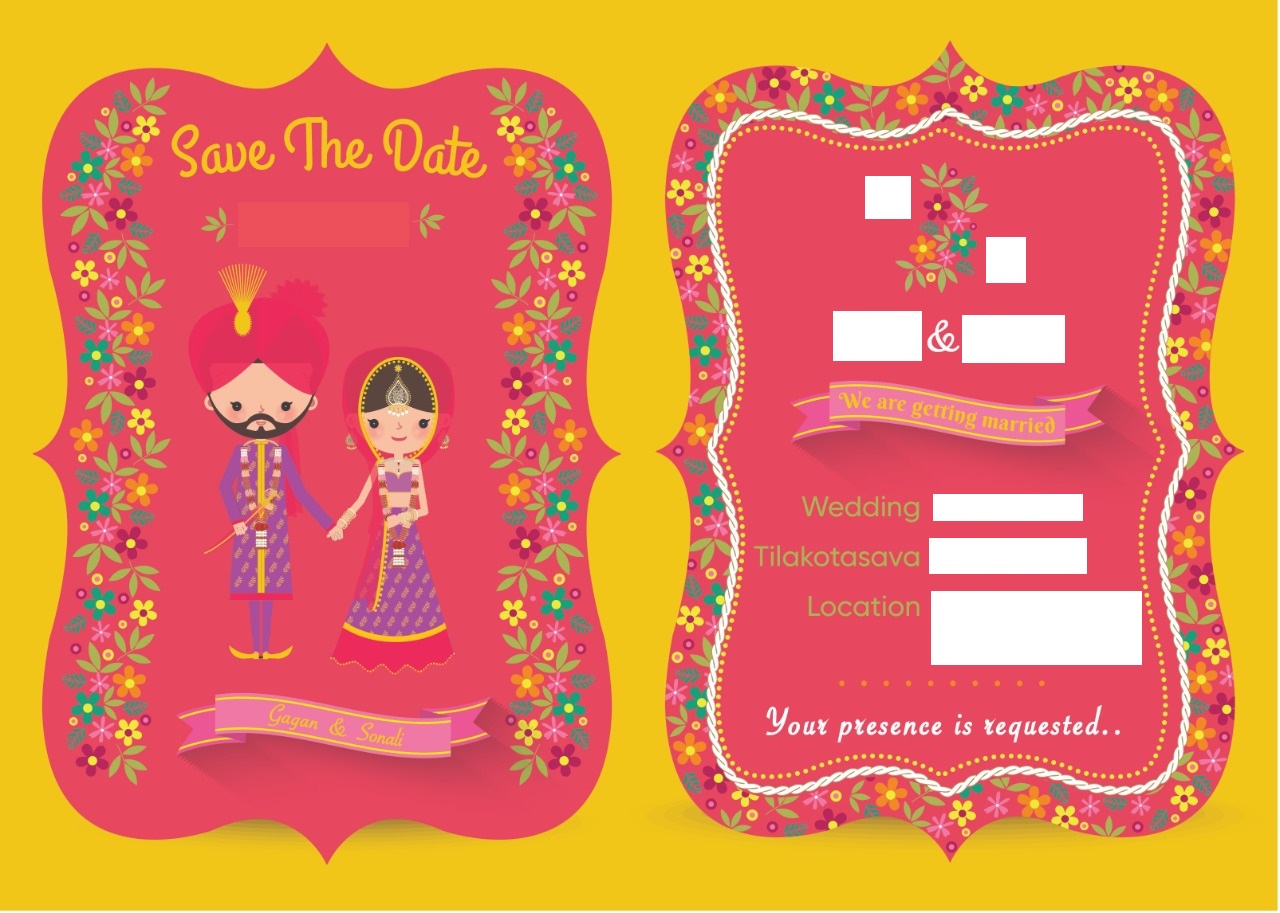 Save The Date
Gagan & Sonali
&
We are getting married
Wedding
Tilakotasava
Location
Your presence is requested..